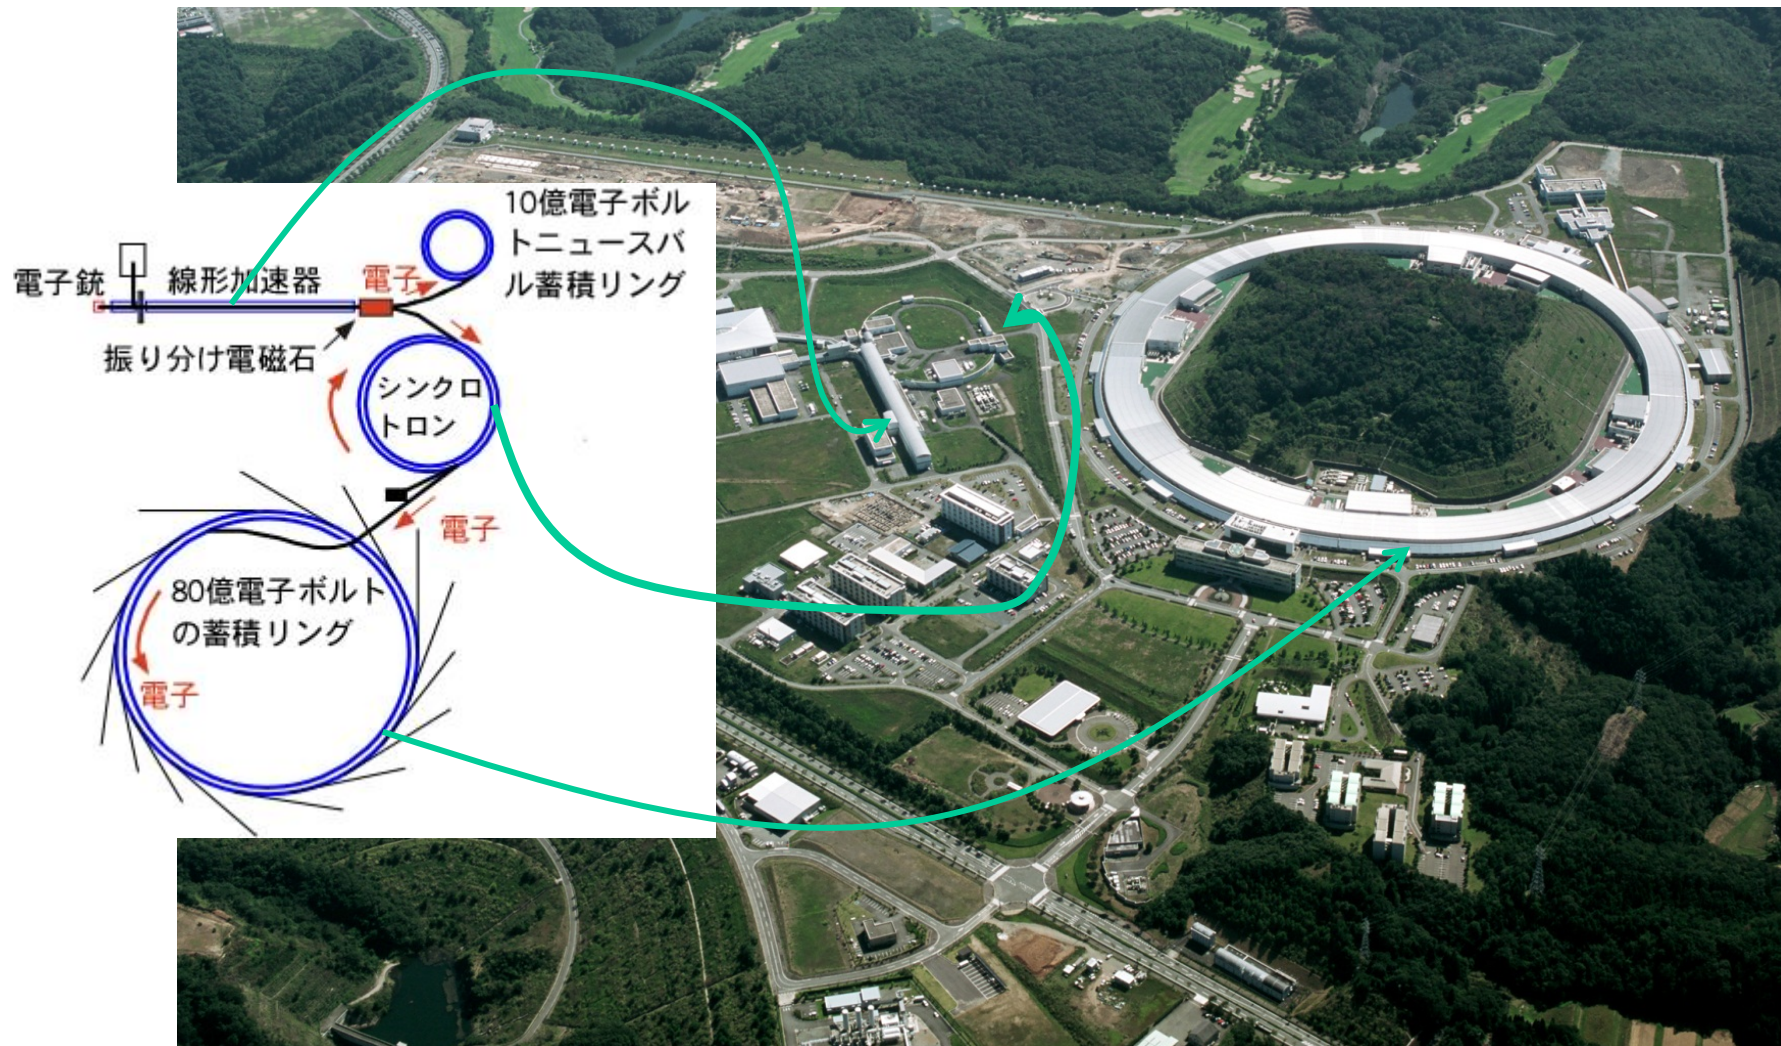 10億電子ボル
トニュースバ
ル蓄積リング
電子銃
線形加速器
電子
振り分け電磁石
シンクロ
トロン
電子
80億電子ボルト
の蓄積リング
電子